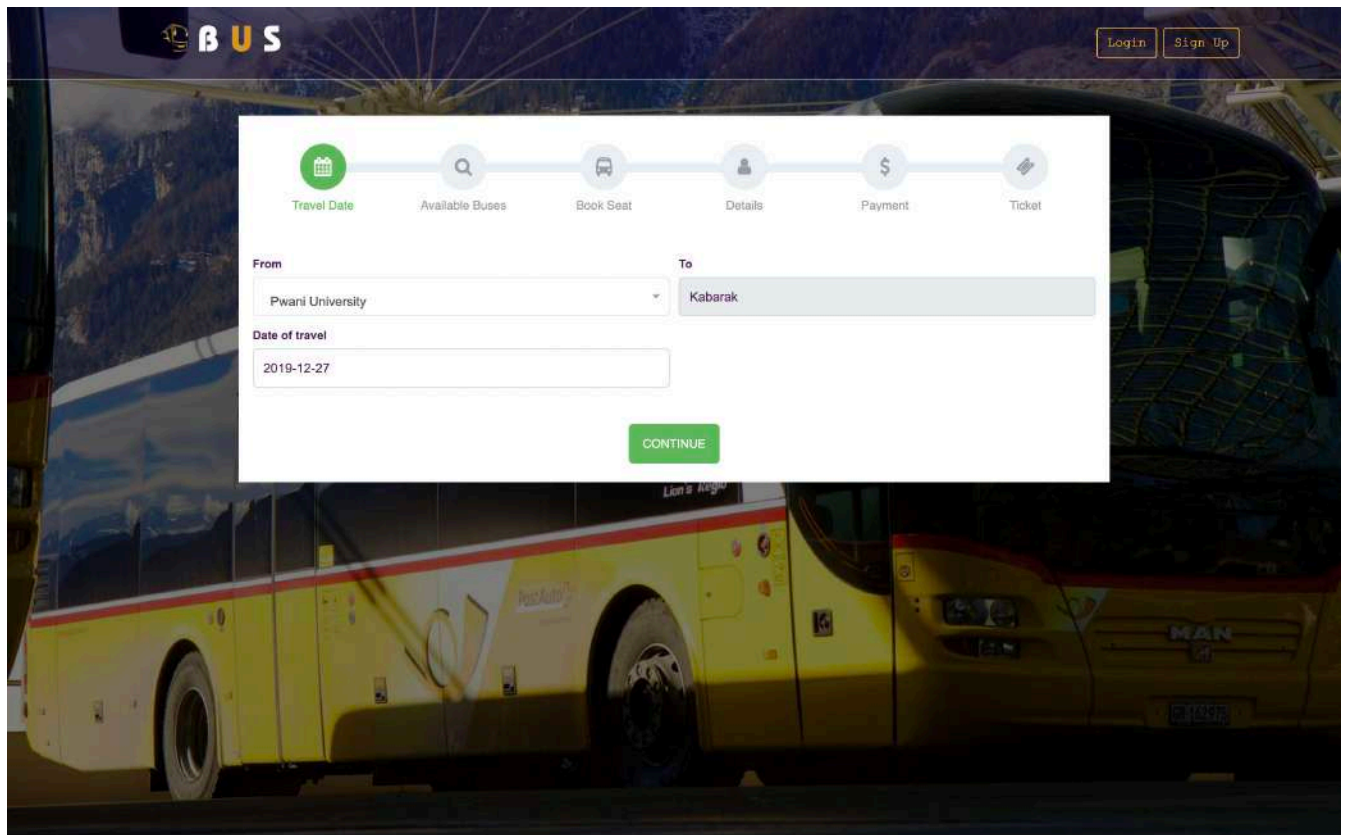 BUS
Login Sign Up
Travel Date Available Buses Book Seat Details Payment Ticket
From To
Pwani University Kabarak
Date of travel
2019-12-27
CONTINUE
Lion's Regio
PostAuto
MAN